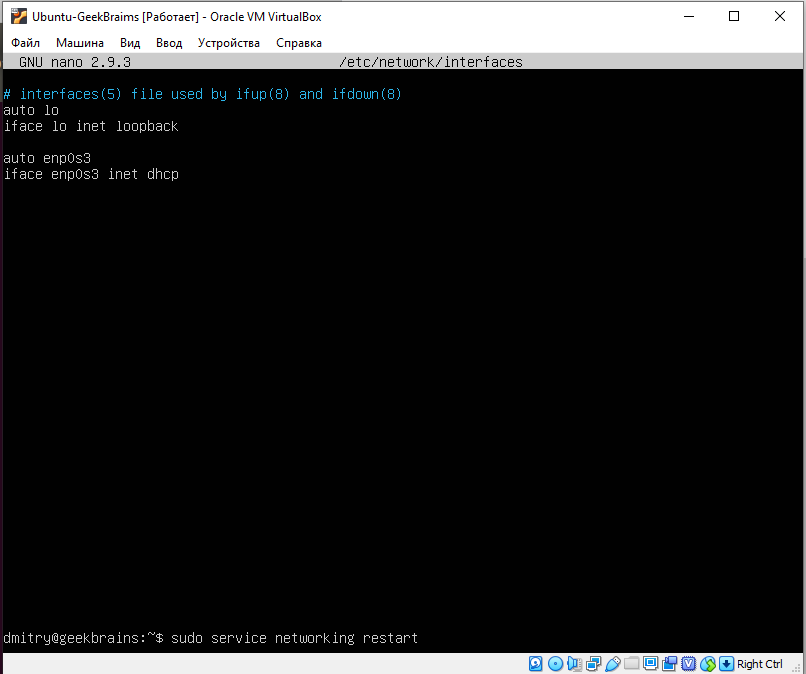 Ubuntu-GeekBraims [Работает] - Oracle VM VirtualBox
Файл Машина Вид Ввод Устройства Справка
GNU nano 2.9.3 /etc/network/interfaces
# interfaces(5) file used by ifup(8) and ifdown(8)
auto lo
iface lo inet loopback
auto enp0s3
iface enp0s3 inet dhcp
dmitry@geekbrains:~$ sudo service networking restart
Right Ctrl